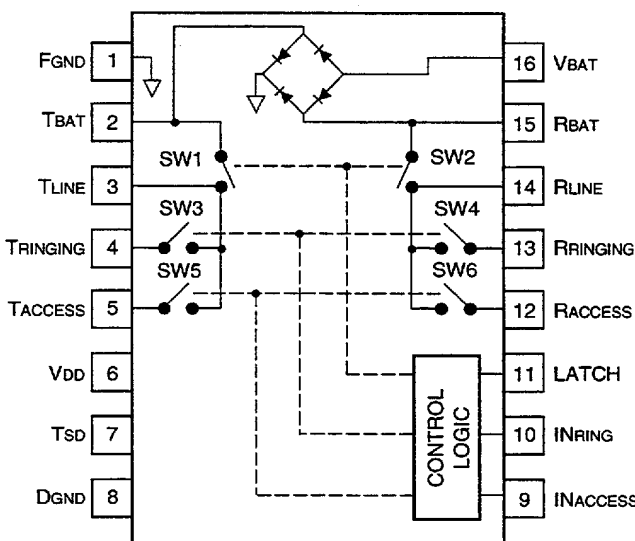 FGND 1
TBAT 2
TLINE 3
TRINGING 4
TACCESS 5
VDD 6
TSD 7
DGND 8
SW1
SW2
SW3
SW4
SW5
SW6
CONTROL
LOGIC
16 VBAT
15 RBAT
14 RLINE
13 RRINGING
12 RACCESS
11 LATCH
10 INRING
9 INACCESS